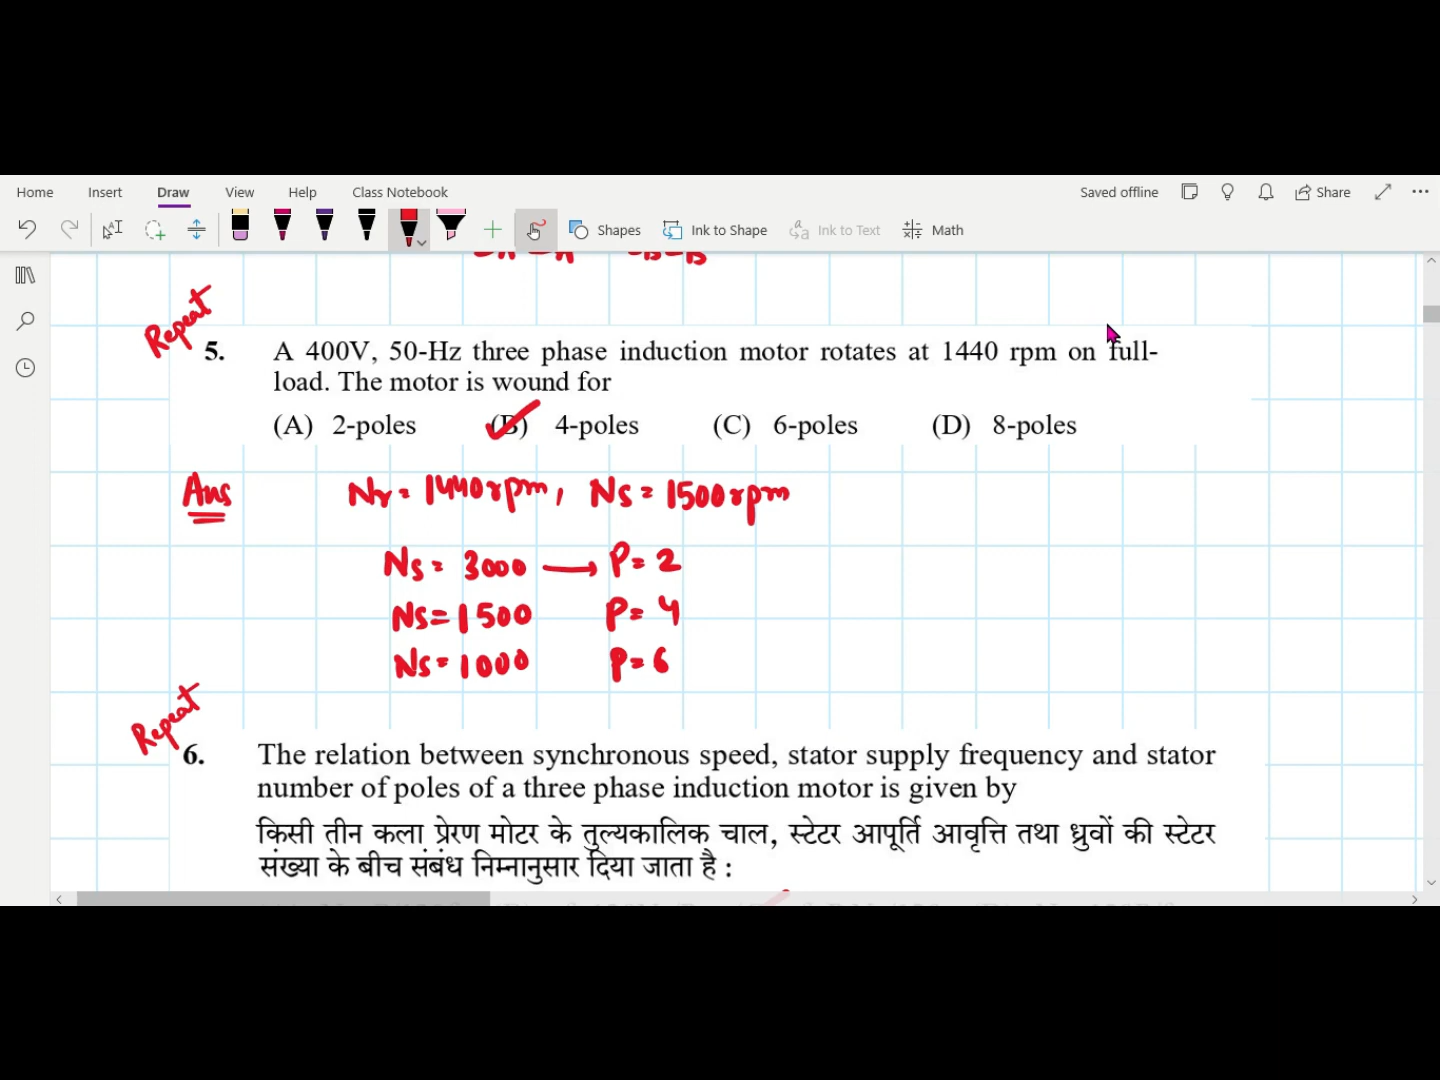 Home Insert Draw View Help Class Notebook Saved offline Share
Shapes Ink to Shape Ink to Text Math
Repeat
5. A 400V, 50-Hz three phase induction motor rotates at 1440 rpm on full-
load. The motor is wound for
(A) 2-poles (B) 4-poles (C) 6-poles (D) 8-poles
Ans Nr = 1440rpm, Ns = 1500rpm
Ns = 3000 → P = 2
Ns = 1500 P = 4
Ns = 1000 P = 6
Repeat
6. The relation between synchronous speed, stator supply frequency and stator
number of poles of a three phase induction motor is given by
किसी तीन कला प्रेरण मोटर के तुल्यकालिक चाल, स्टेटर आपूर्ति आवृत्ति तथा ध्रुवों की स्टेटर
संख्या के बीच संबंध निम्नानुसार दिया जाता है :